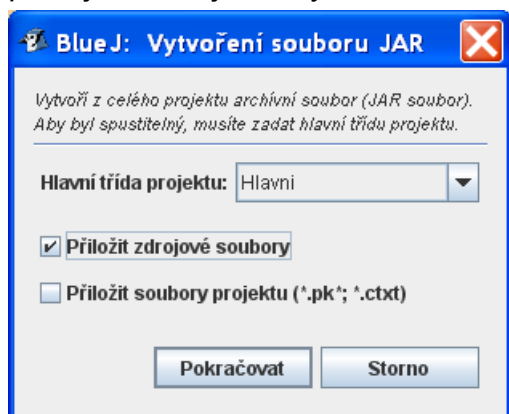 BlueJ: Vytvoření souboru JAR
Vytvoří z celého projektu archívní soubor (JAR soubor).
Aby byl spustitelný, musíte zadat hlavní třídu projektu.
Hlavní třída projektu: Hlavni
Přiložit zdrojové soubory
Přiložit soubory projektu (*.pk*; *.ctxt)
Pokračovat Storno